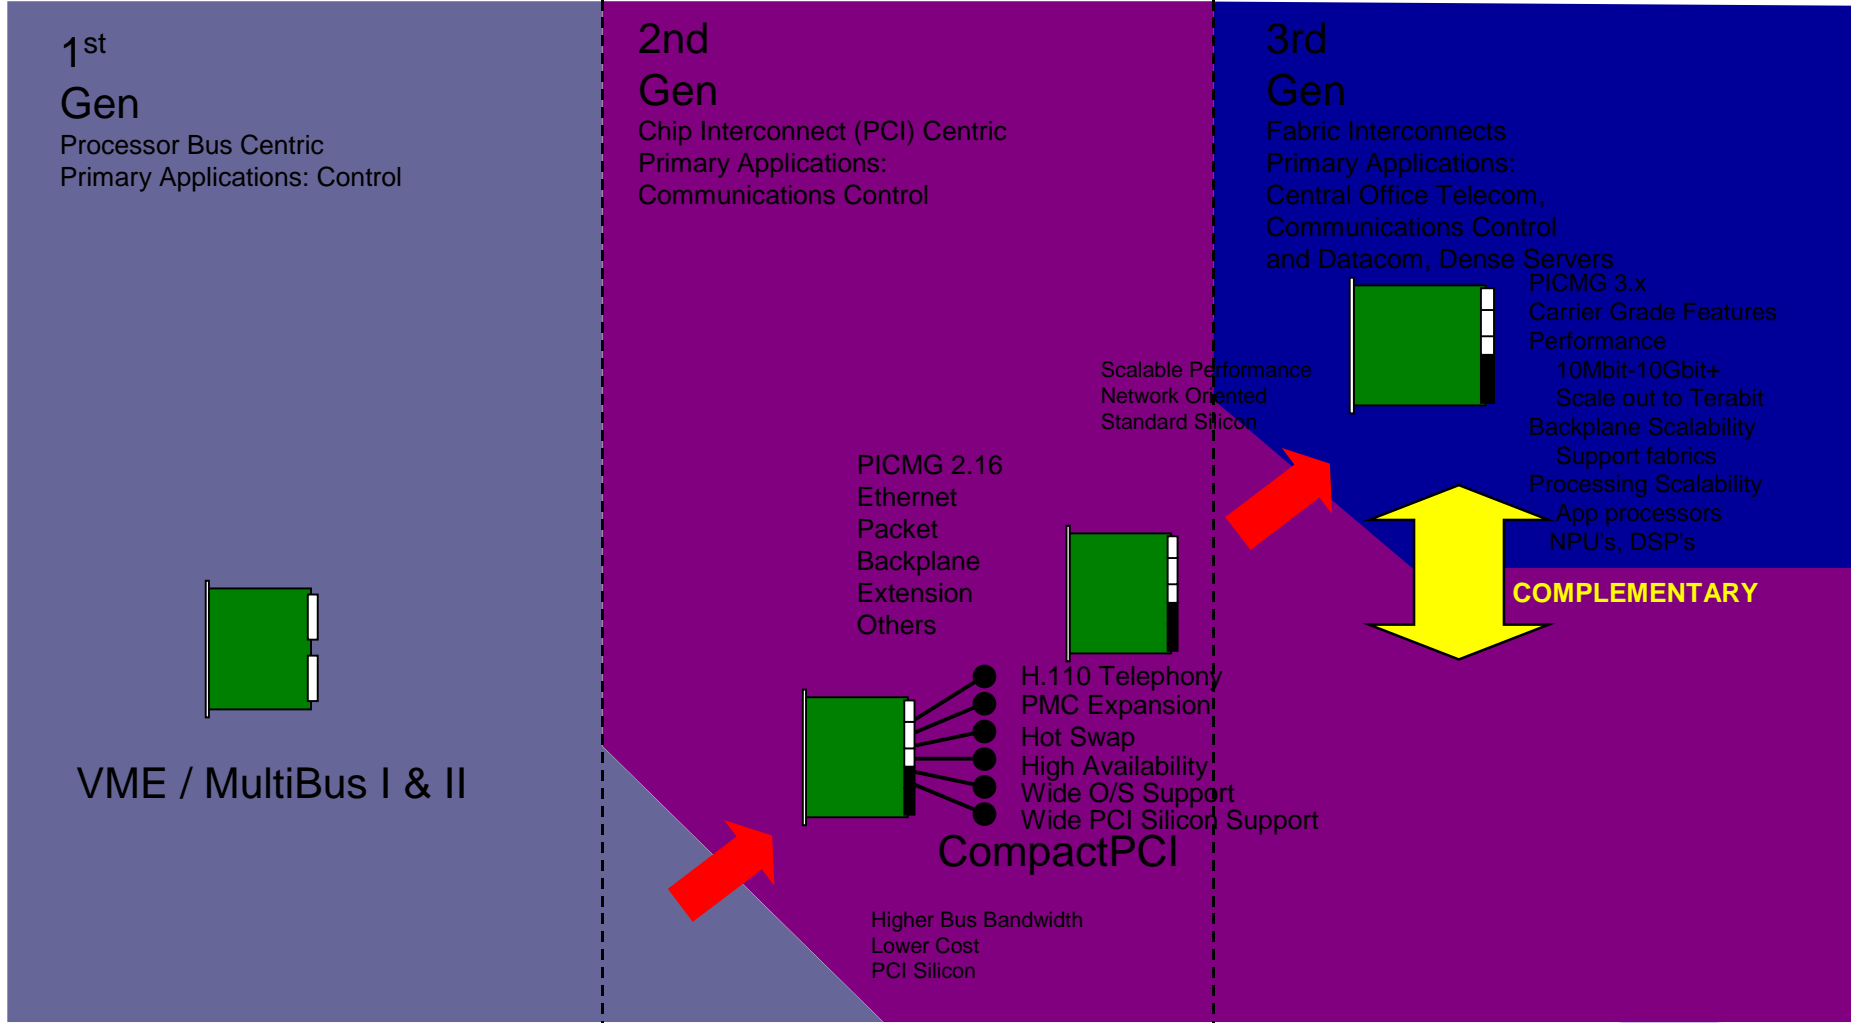 1st
Gen
Processor Bus Centric
Primary Applications: Control
VME / MultiBus I & II
2nd
Gen
Chip Interconnect (PCI) Centric
Primary Applications:
Communications Control
PICMG 2.16
Ethernet
Packet
Backplane
Extension
Others
H.110 Telephony
PMC Expansion
Hot Swap
High Availability
Wide O/S Support
Wide PCI Silicon Support
CompactPCI
Higher Bus Bandwidth
Lower Cost
PCI Silicon
Scalable Performance
Network Oriented
Standard Silicon
3rd
Gen
Fabric Interconnects
Primary Applications:
Central Office Telecom,
Communications Control
and Datacom, Dense Servers
PICMG 3.x
Carrier Grade Features
Performance
10Mbit-10Gbit+
Scale out to Terabit
Backplane Scalability
Support fabrics
Processing Scalability
App processors
NPU's, DSP's
COMPLEMENTARY